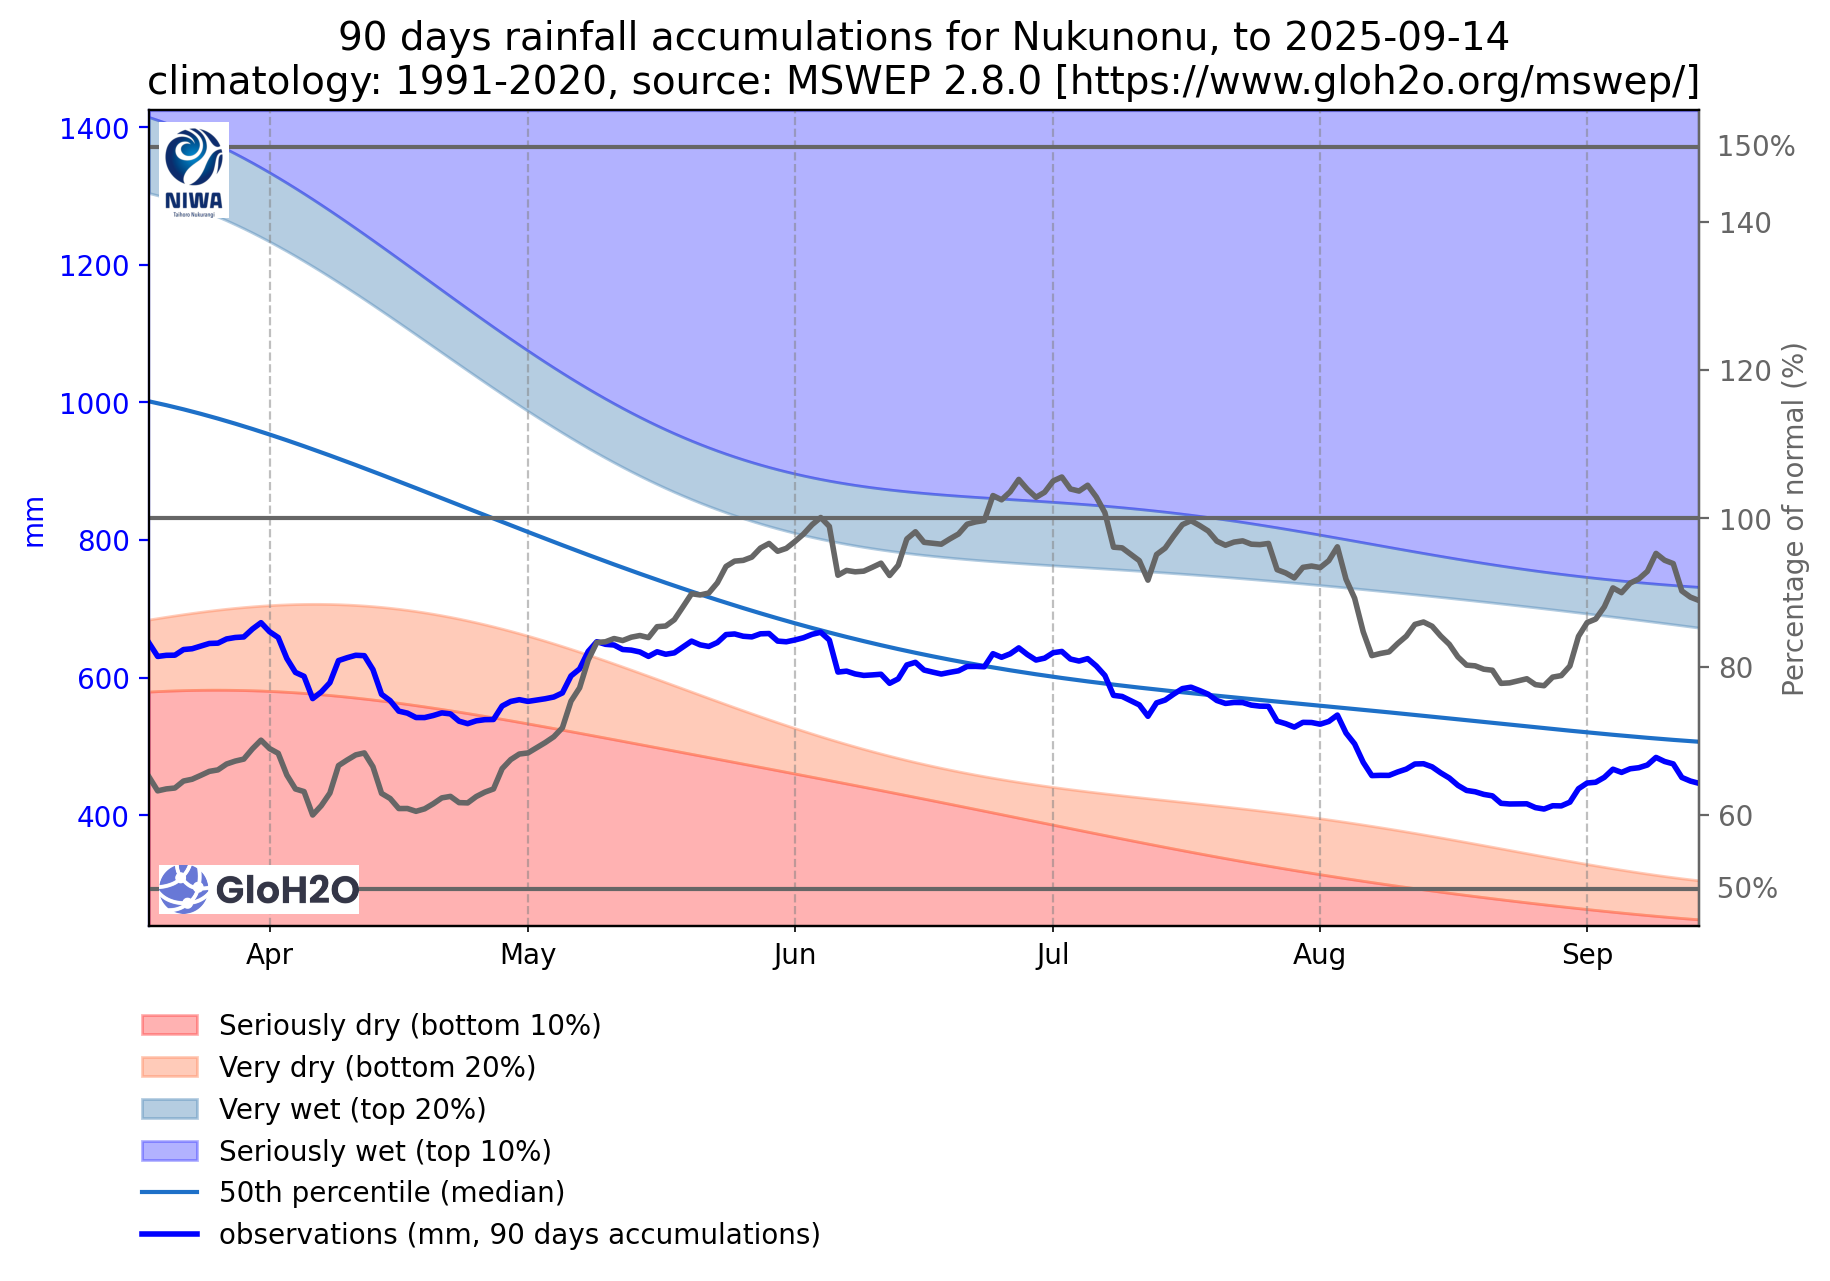 90 days rainfall accumulations for Nukunonu, to 2025-09-14
climatology: 1991-2020, source: MSWEP 2.8.0 [https://www.gloh2o.org/mswep/]
1400
1200
1000
800
600
400
mm
NIWA
Taihoro Nukurangi
GloH2O
150%
140
120
100
80
60
50%
Percentage of normal (%)
Apr
May
Jun
Jul
Aug
Sep
Seriously dry (bottom 10%)
Very dry (bottom 20%)
Very wet (top 20%)
Seriously wet (top 10%)
50th percentile (median)
observations (mm, 90 days accumulations)